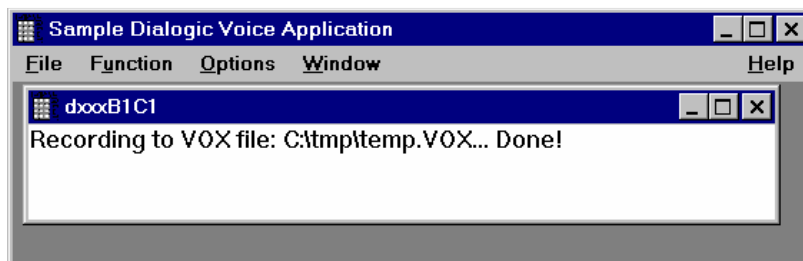 Sample Dialogic Voice Application
File Function Options Window Help
dxxxB1C1
Recording to VOX file: C:\tmp\temp.VOX... Done!